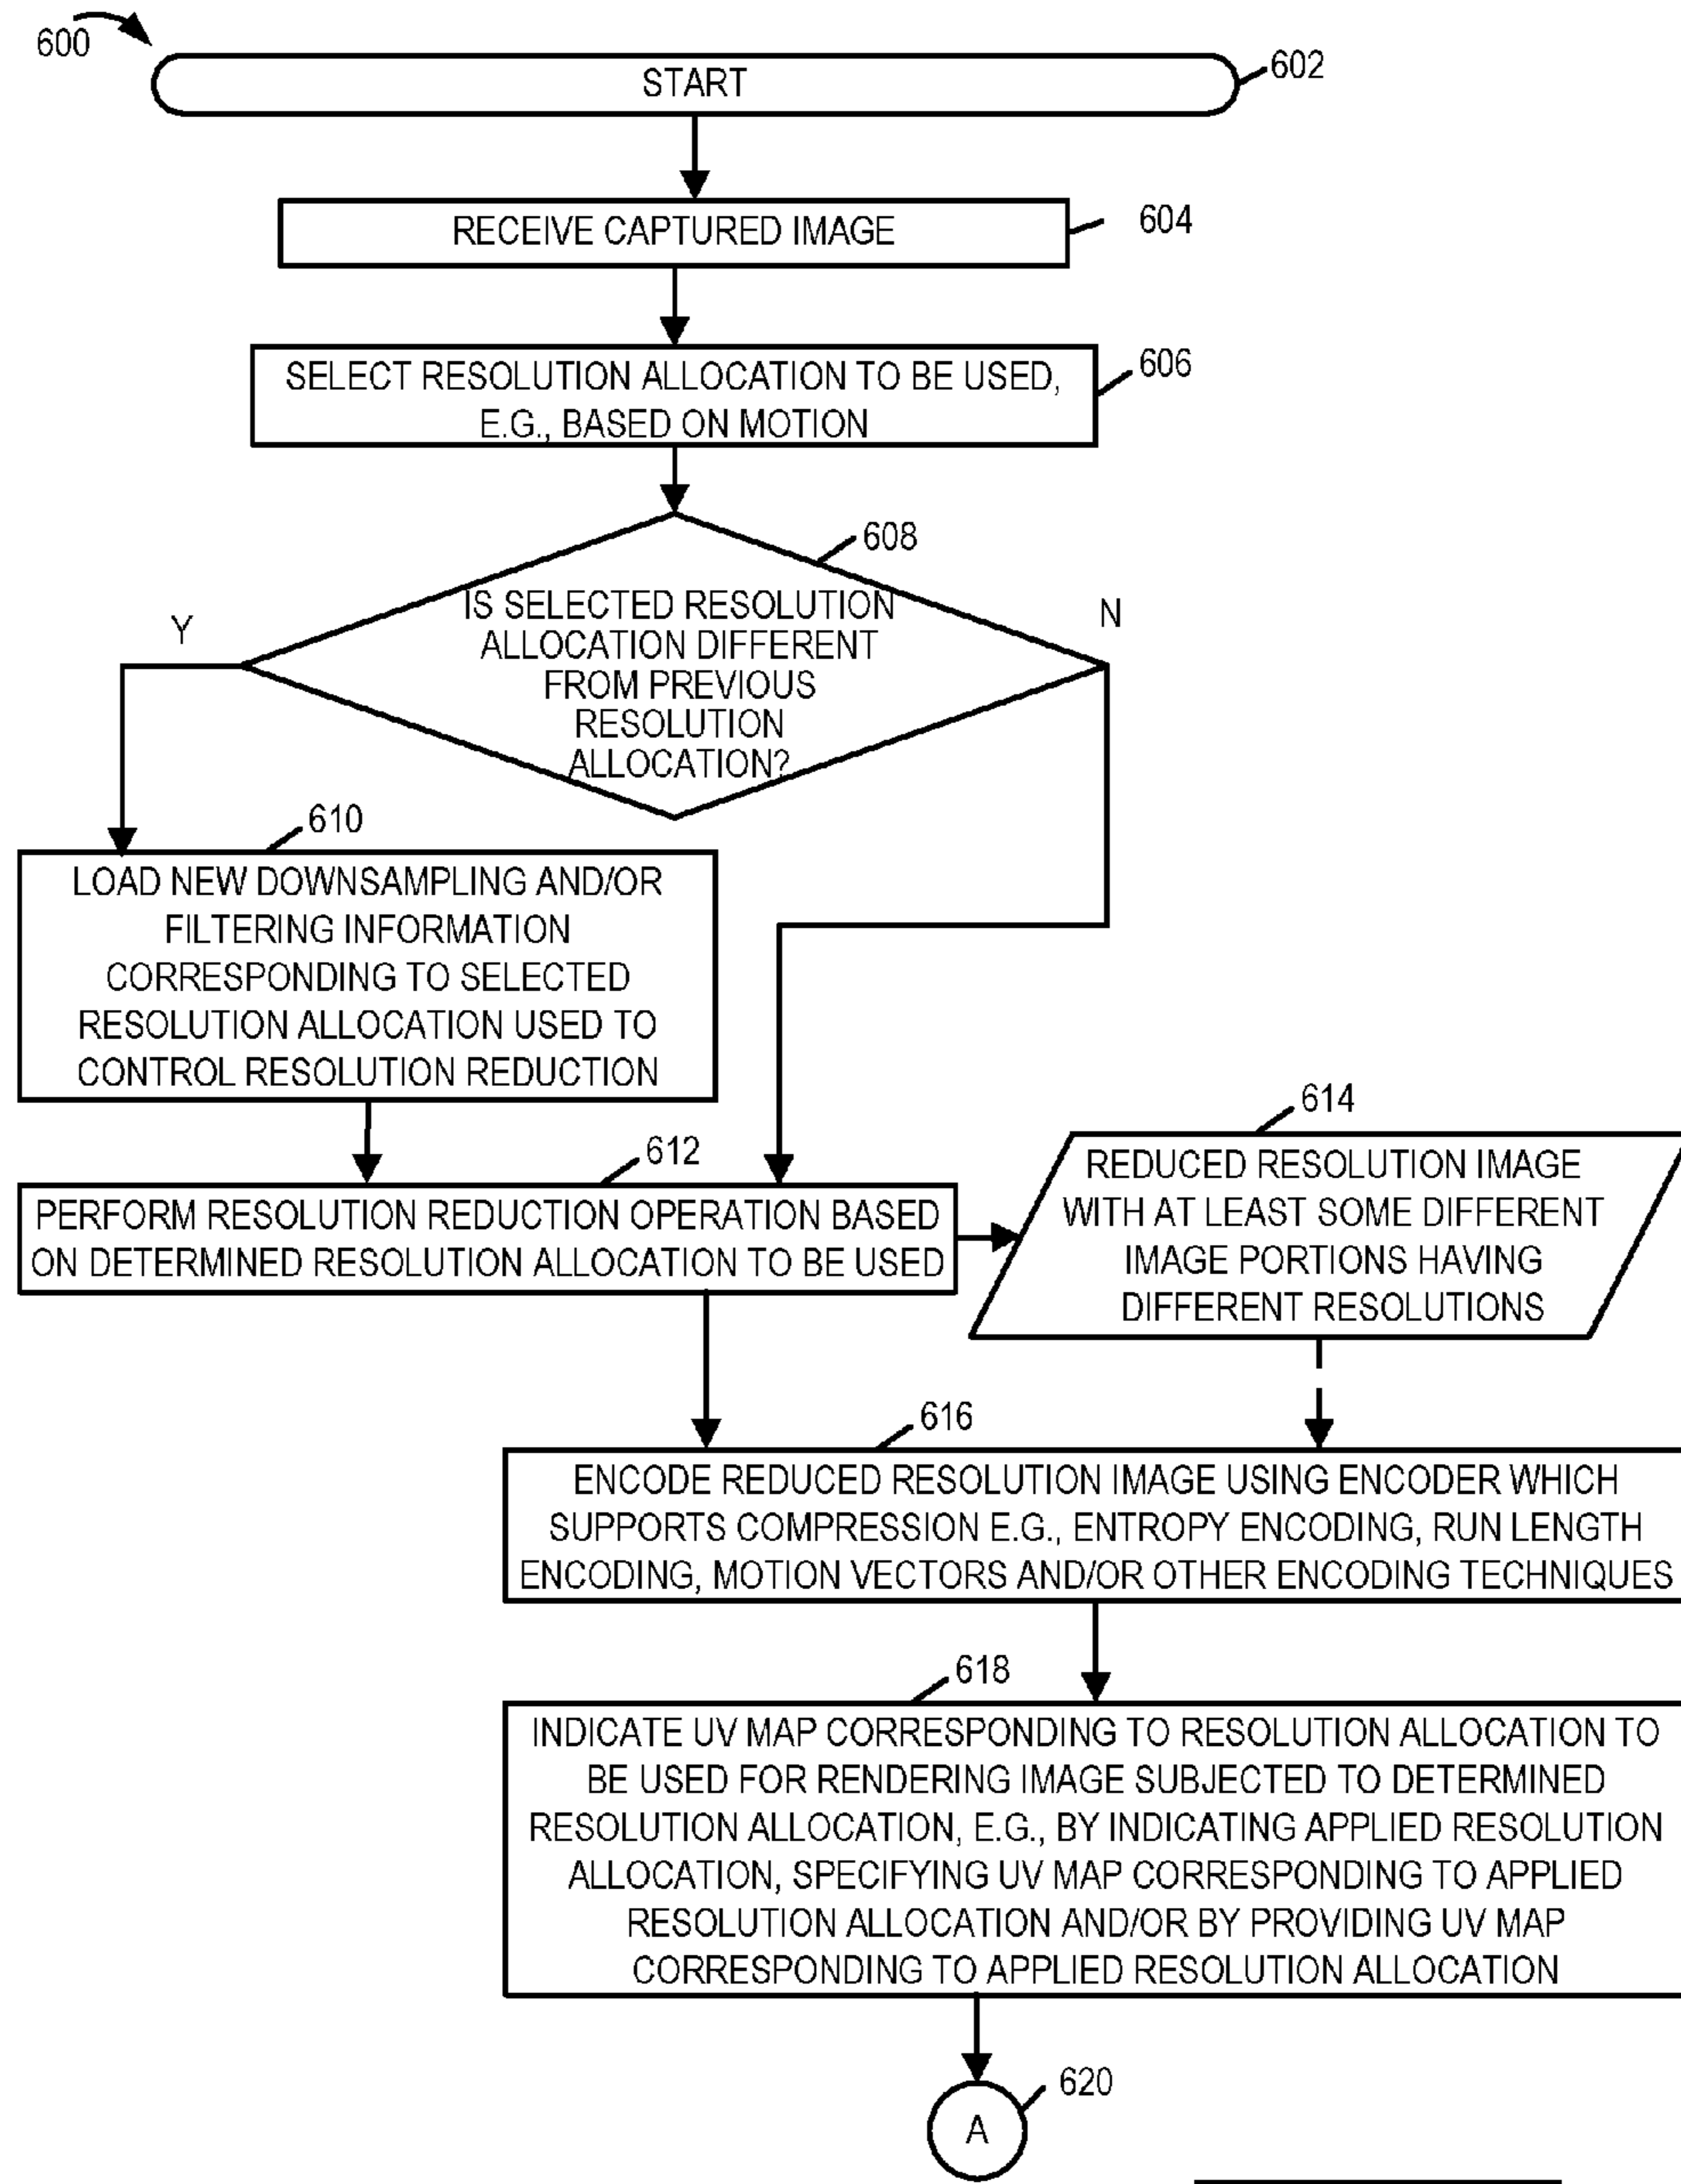 600
START
602
RECEIVE CAPTURED IMAGE
604
SELECT RESOLUTION ALLOCATION TO BE USED,
E.G., BASED ON MOTION
606
608
IS SELECTED RESOLUTION
ALLOCATION DIFFERENT
FROM PREVIOUS
RESOLUTION
ALLOCATION?
Y
N
610
LOAD NEW DOWNSAMPLING AND/OR
FILTERING INFORMATION
CORRESPONDING TO SELECTED
RESOLUTION ALLOCATION USED TO
CONTROL RESOLUTION REDUCTION
612
PERFORM RESOLUTION REDUCTION OPERATION BASED
ON DETERMINED RESOLUTION ALLOCATION TO BE USED
614
REDUCED RESOLUTION IMAGE
WITH AT LEAST SOME DIFFERENT
IMAGE PORTIONS HAVING
DIFFERENT RESOLUTIONS
616
ENCODE REDUCED RESOLUTION IMAGE USING ENCODER WHICH
SUPPORTS COMPRESSION E.G., ENTROPY ENCODING, RUN LENGTH
ENCODING, MOTION VECTORS AND/OR OTHER ENCODING TECHNIQUES
618
INDICATE UV MAP CORRESPONDING TO RESOLUTION ALLOCATION TO
BE USED FOR RENDERING IMAGE SUBJECTED TO DETERMINED
RESOLUTION ALLOCATION, E.G., BY INDICATING APPLIED RESOLUTION
ALLOCATION, SPECIFYING UV MAP CORRESPONDING TO APPLIED
RESOLUTION ALLOCATION AND/OR BY PROVIDING UV MAP
CORRESPONDING TO APPLIED RESOLUTION ALLOCATION
620
A